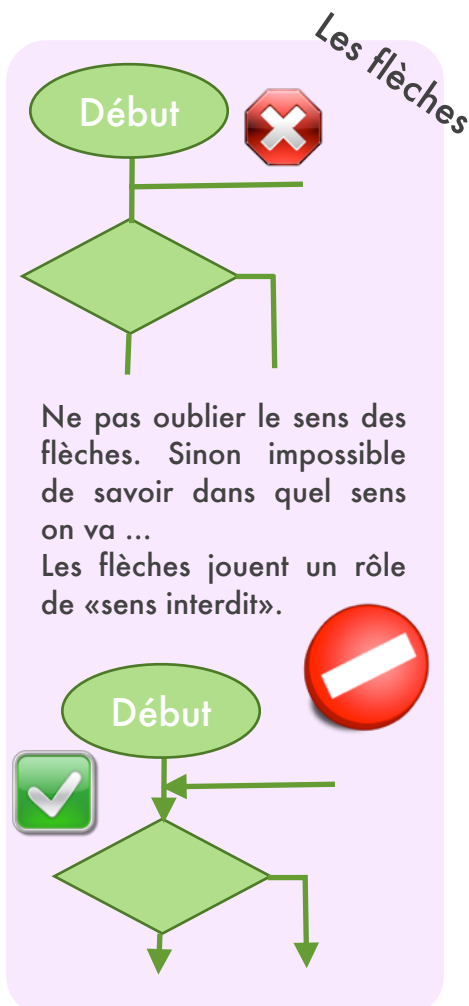 Les flèches
Début
Ne pas oublier le sens des
flèches. Sinon impossible
de savoir dans quel sens
on va ...
Les flèches jouent un rôle
de «sens interdit».
Début